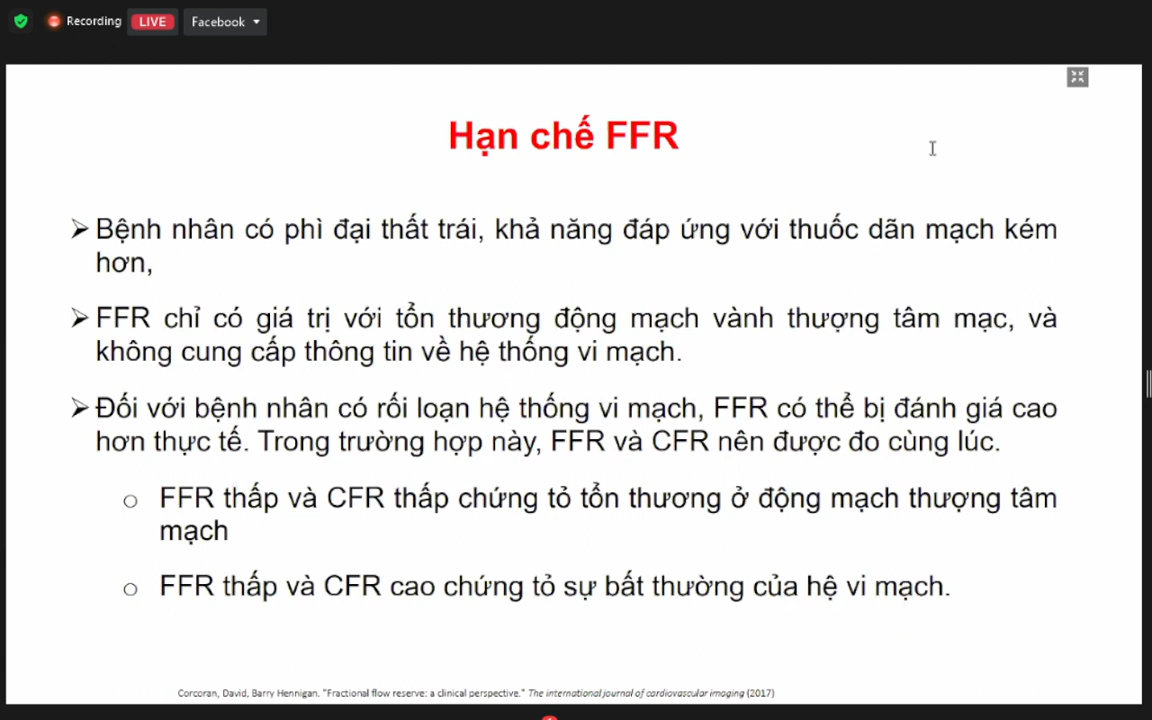 Recording LIVE Facebook
Hạn chế FFR
➢ Bệnh nhân có phì đại thất trái, khả năng đáp ứng với thuốc dãn mạch kém
hơn,
➢ FFR chỉ có giá trị với tổn thương động mạch vành thượng tâm mạc, và
không cung cấp thông tin về hệ thống vi mạch.
➢ Đối với bệnh nhân có rối loạn hệ thống vi mạch, FFR có thể bị đánh giá cao
hơn thực tế. Trong trường hợp này, FFR và CFR nên được đo cùng lúc.
o FFR thấp và CFR thấp chứng tỏ tổn thương ở động mạch thượng tâm
mạch
o FFR thấp và CFR cao chứng tỏ sự bất thường của hệ vi mạch.
Corcoran, David, Barry Hennigan. "Fractional flow reserve: a clinical perspective." The international journal of cardiovascular imaging (2017)